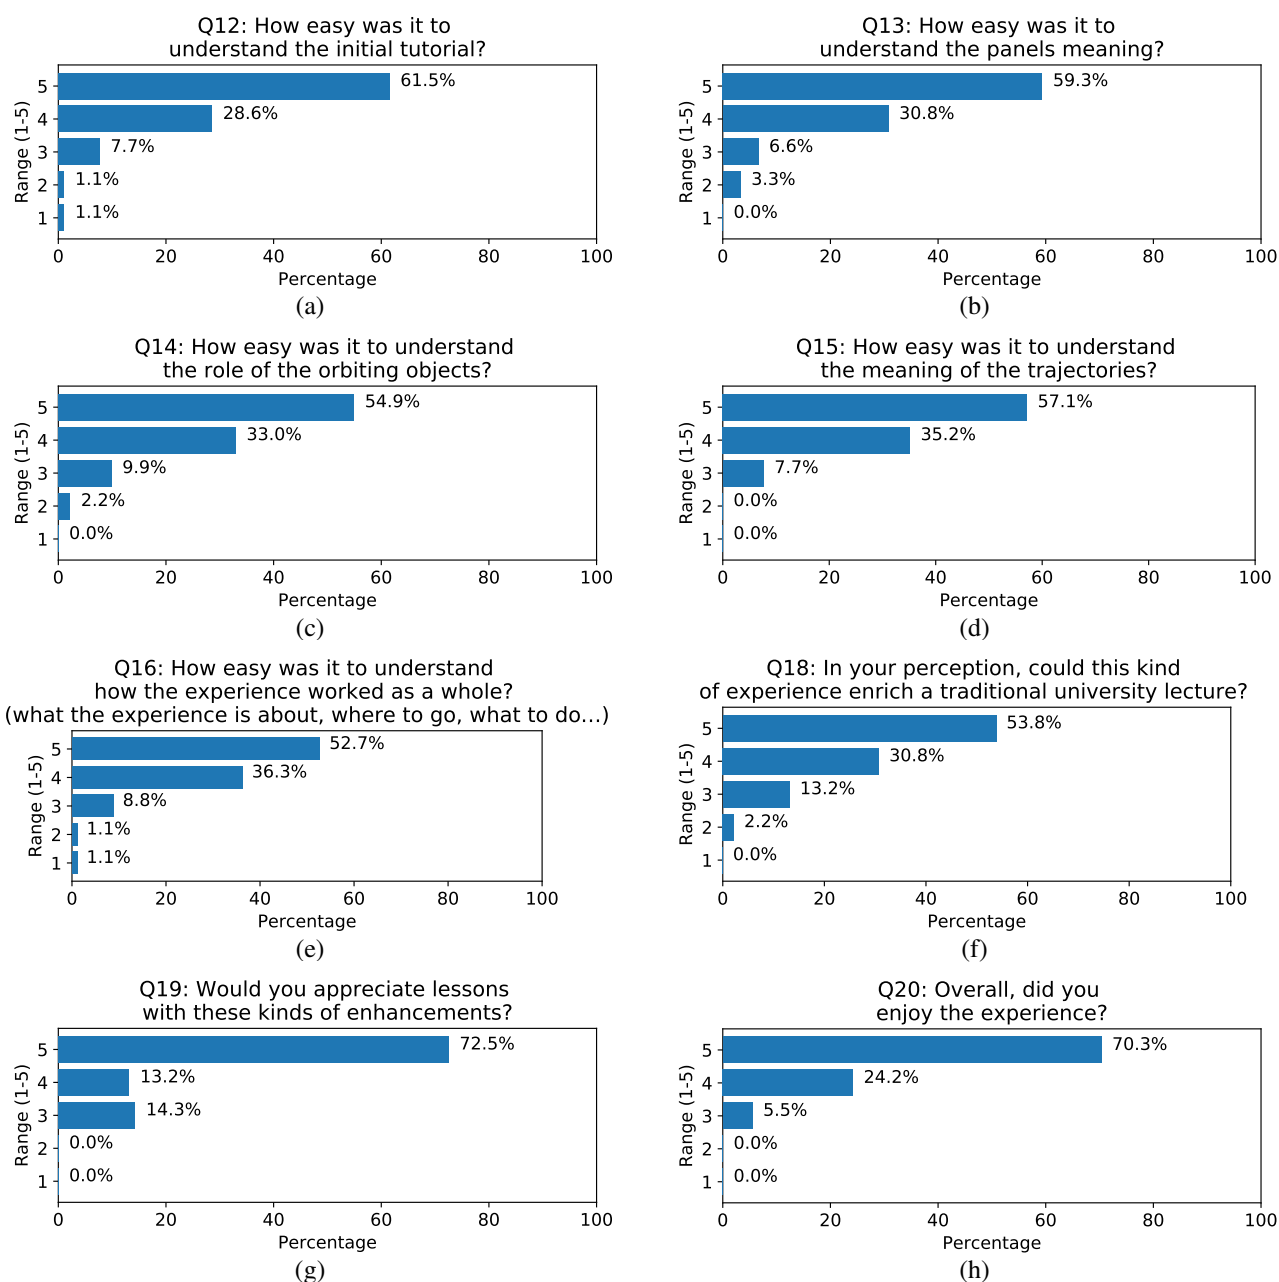 Q12: How easy was it to
understand the initial tutorial?
Range (1-5)
5
61.5%
4
28.6%
3
7.7%
2
1.1%
1
1.1%
0 20 40 60 80 100
Percentage
(a)
Q13: How easy was it to
understand the panels meaning?
Range (1-5)
5
59.3%
4
30.8%
3
6.6%
2
3.3%
1
0.0%
0 20 40 60 80 100
Percentage
(b)
Q14: How easy was it to understand
the role of the orbiting objects?
Range (1-5)
5
54.9%
4
33.0%
3
9.9%
2
2.2%
1
0.0%
0 20 40 60 80 100
Percentage
(c)
Q15: How easy was it to understand
the meaning of the trajectories?
Range (1-5)
5
57.1%
4
35.2%
3
7.7%
2
0.0%
1
0.0%
0 20 40 60 80 100
Percentage
(d)
Q16: How easy was it to understand
how the experience worked as a whole?
(what the experience is about, where to go, what to do...)
Range (1-5)
5
52.7%
4
36.3%
3
8.8%
2
1.1%
1
1.1%
0 20 40 60 80 100
Percentage
(e)
Q18: In your perception, could this kind
of experience enrich a traditional university lecture?
Range (1-5)
5
53.8%
4
30.8%
3
13.2%
2
2.2%
1
0.0%
0 20 40 60 80 100
Percentage
(f)
Q19: Would you appreciate lessons
with these kinds of enhancements?
Range (1-5)
5
72.5%
4
13.2%
3
14.3%
2
0.0%
1
0.0%
0 20 40 60 80 100
Percentage
(g)
Q20: Overall, did you
enjoy the experience?
Range (1-5)
5
70.3%
4
24.2%
3
5.5%
2
0.0%
1
0.0%
0 20 40 60 80 100
Percentage
(h)